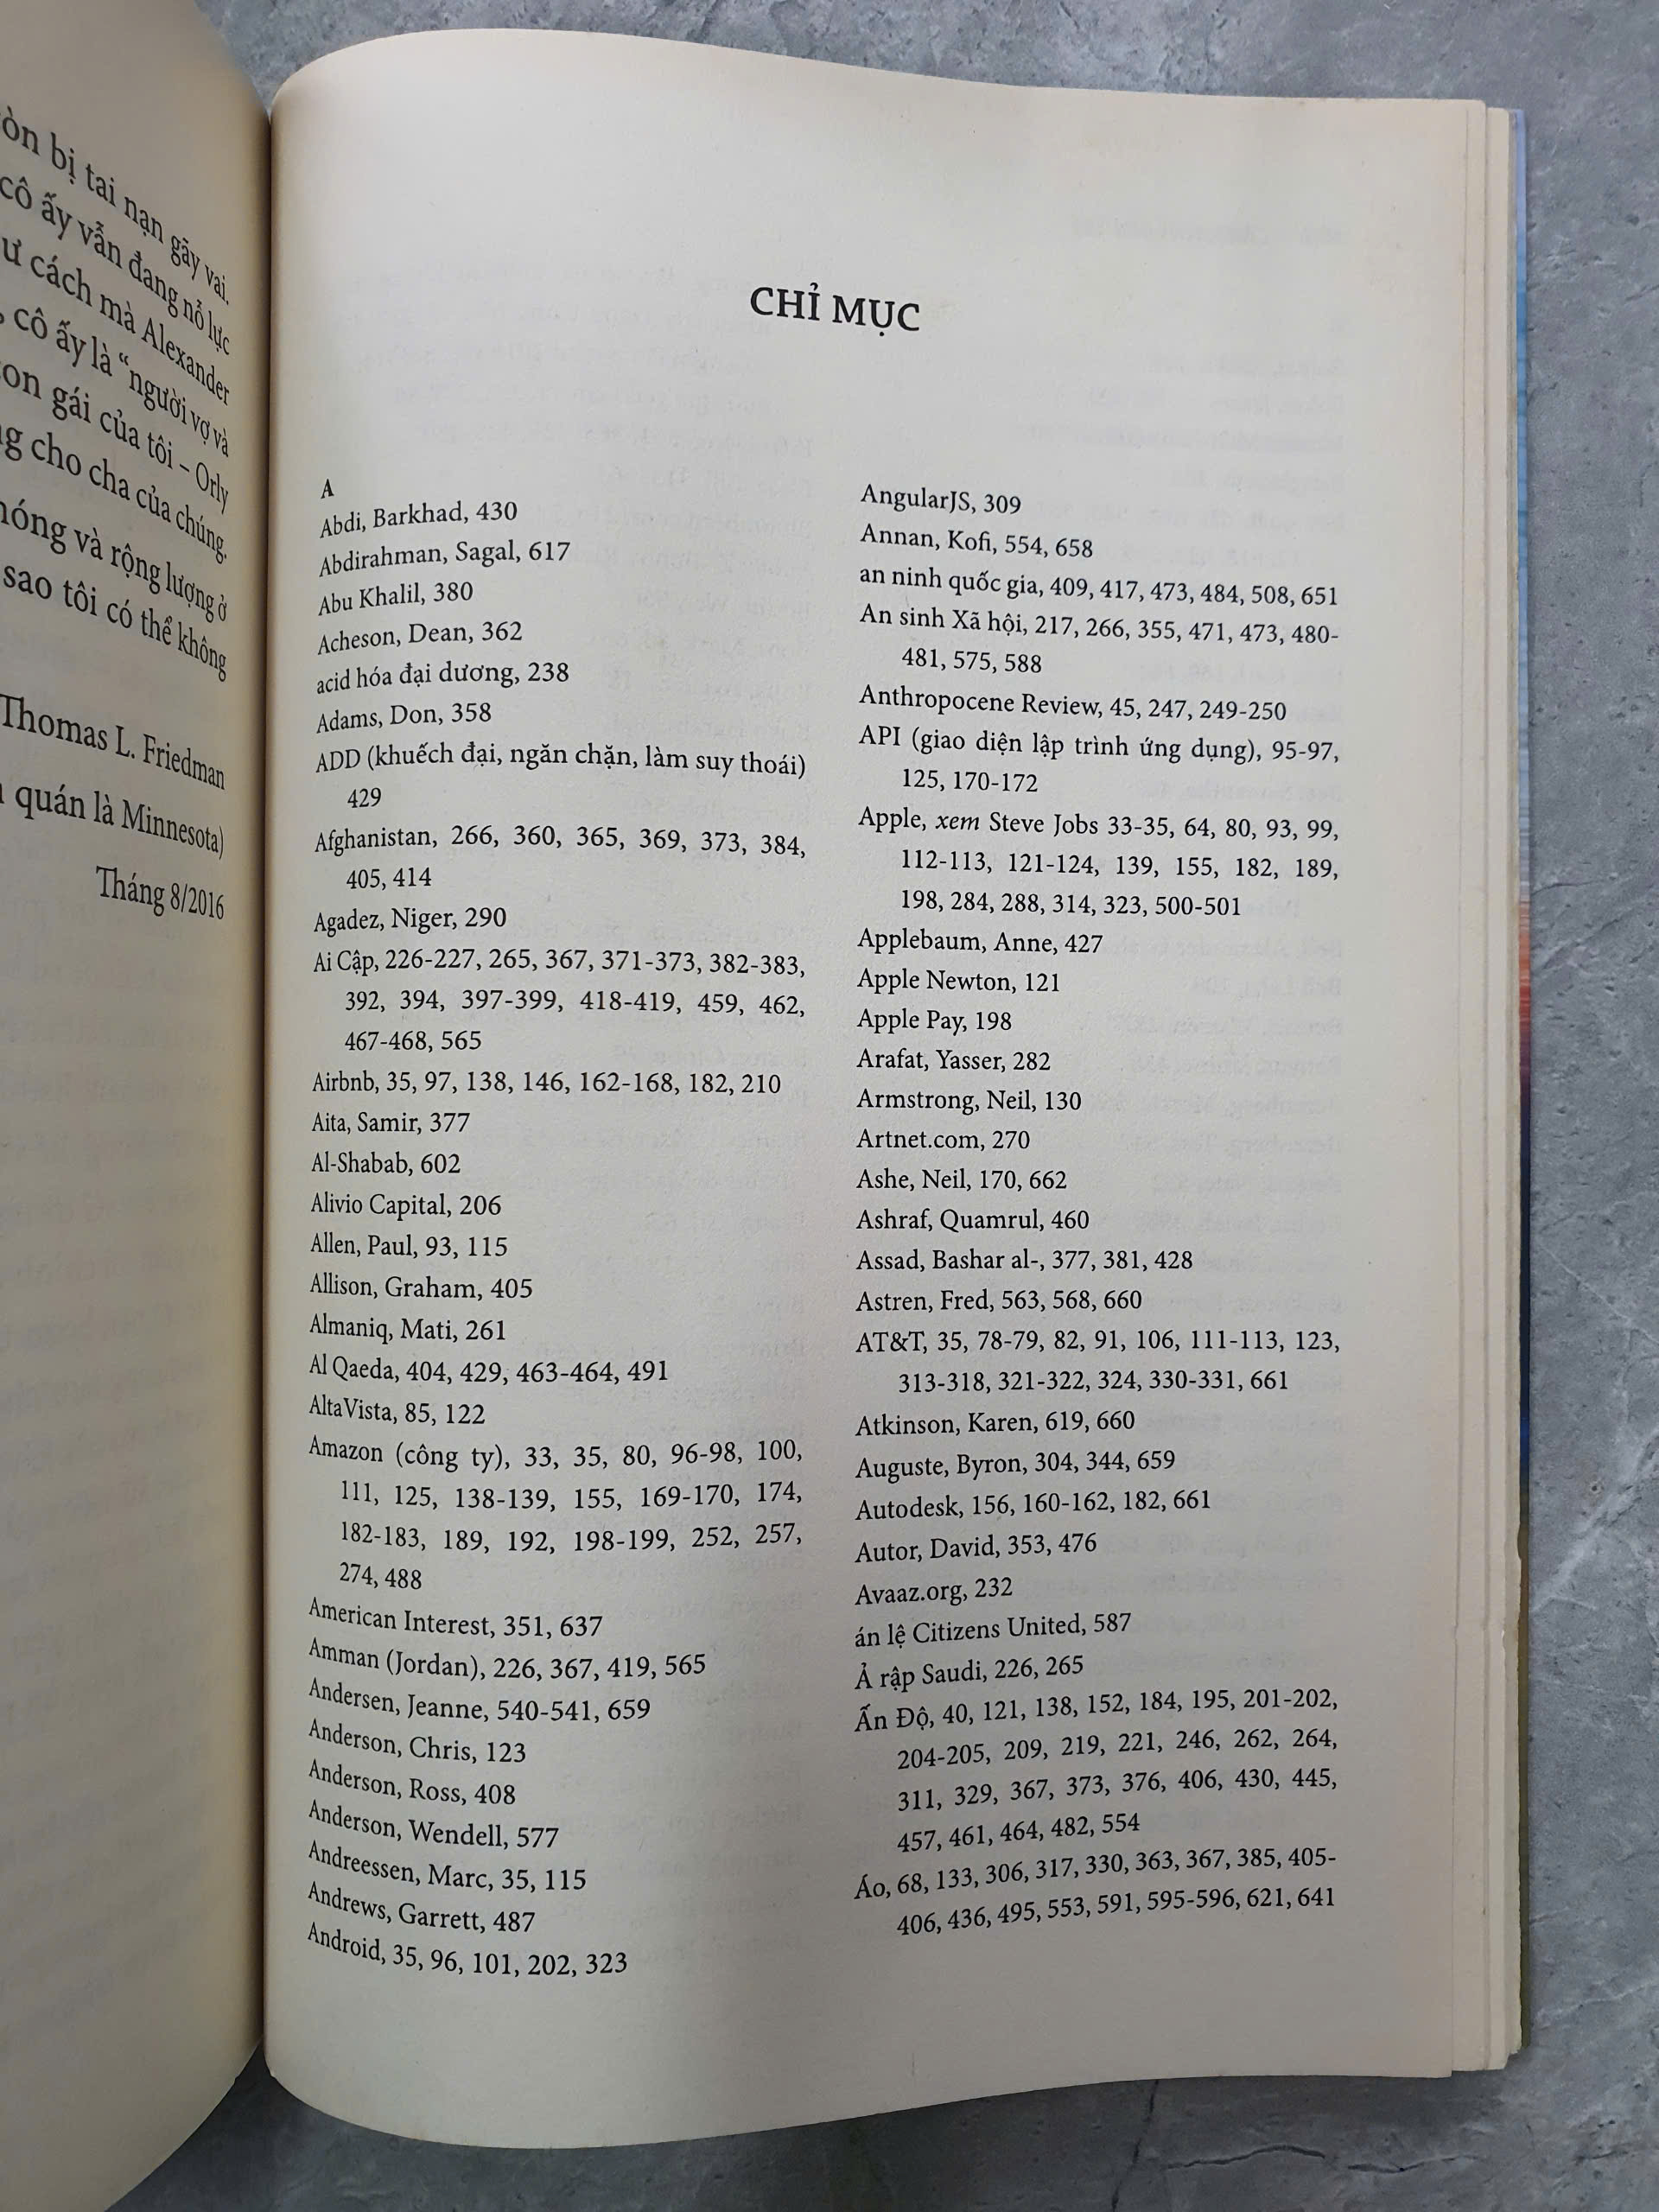 òn bị tai nạn gãy vai.
cô ấy vẫn đang nỗ lực
ư cách mà Alexander
cô ấy là “người vợ và
con gái của tôi – Orly
ng cho cha của chúng.
nóng và rộng lượng ở
sao tôi có thể không
Thomas L. Friedman
quán là Minnesota)
Tháng 8/2016
CHỈ MỤC
A
Abdi, Barkhad, 430
Abdirahman, Sagal, 617
Abu Khalil, 380
Acheson, Dean, 362
acid hóa đại dương, 238
Adams, Don, 358
ADD (khuếch đại, ngăn chặn, làm suy thoái)
429
Afghanistan, 266, 360, 365, 369, 373, 384,
405, 414
Agadez, Niger, 290
Ai Cập, 226-227, 265, 367, 371-373, 382-383,
392, 394, 397-399, 418-419, 459, 462,
467-468, 565
Airbnb, 35, 97, 138, 146, 162-168, 182, 210
Aita, Samir, 377
Al-Shabab, 602
Alivio Capital, 206
Allen, Paul, 93, 115
Allison, Graham, 405
Almaniq, Mati, 261
Al Qaeda, 404, 429, 463-464, 491
AltaVista, 85, 122
Amazon (công ty), 33, 35, 80, 96-98, 100,
111, 125, 138-139, 155, 169-170, 174,
182-183, 189, 192, 198-199, 252, 257,
274, 488
American Interest, 351, 637
Amman (Jordan), 226, 367, 419, 565
Andersen, Jeanne, 540-541, 659
Anderson, Chris, 123
Anderson, Ross, 408
Anderson, Wendell, 577
Andreessen, Marc, 35, 115
Andrews, Garrett, 487
Android, 35, 96, 101, 202, 323
AngularJS, 309
Annan, Kofi, 554, 658
an ninh quốc gia, 409, 417, 473, 484, 508, 651
An sinh Xã hội, 217, 266, 355, 471, 473, 480-
481, 575, 588
Anthropocene Review, 45, 247, 249-250
API (giao diện lập trình ứng dụng), 95-97,
125, 170-172
Apple, xem Steve Jobs 33-35, 64, 80, 93, 99,
112-113, 121-124, 139, 155, 182, 189,
198, 284, 288, 314, 323, 500-501
Applebaum, Anne, 427
Apple Newton, 121
Apple Pay, 198
Arafat, Yasser, 282
Armstrong, Neil, 130
Artnet.com, 270
Ashe, Neil, 170, 662
Ashraf, Quamrul, 460
Assad, Bashar al-, 377, 381, 428
Astren, Fred, 563, 568, 660
AT&T, 35, 78-79, 82, 91, 106, 111-113, 123,
313-318, 321-322, 324, 330-331, 661
Atkinson, Karen, 619, 660
Auguste, Byron, 304, 344, 659
Autodesk, 156, 160-162, 182, 661
Autor, David, 353, 476
Avaaz.org, 232
án lệ Citizens United, 587
Ả rập Saudi, 226, 265
Ấn Độ, 40, 121, 138, 152, 184, 195, 201-202,
204-205, 209, 219, 221, 246, 262, 264,
311, 329, 367, 373, 376, 406, 430, 445,
457, 461, 464, 482, 554
Áo, 68, 133, 306, 317, 330, 363, 367, 385, 405-
406, 436, 495, 553, 591, 595-596, 621, 641